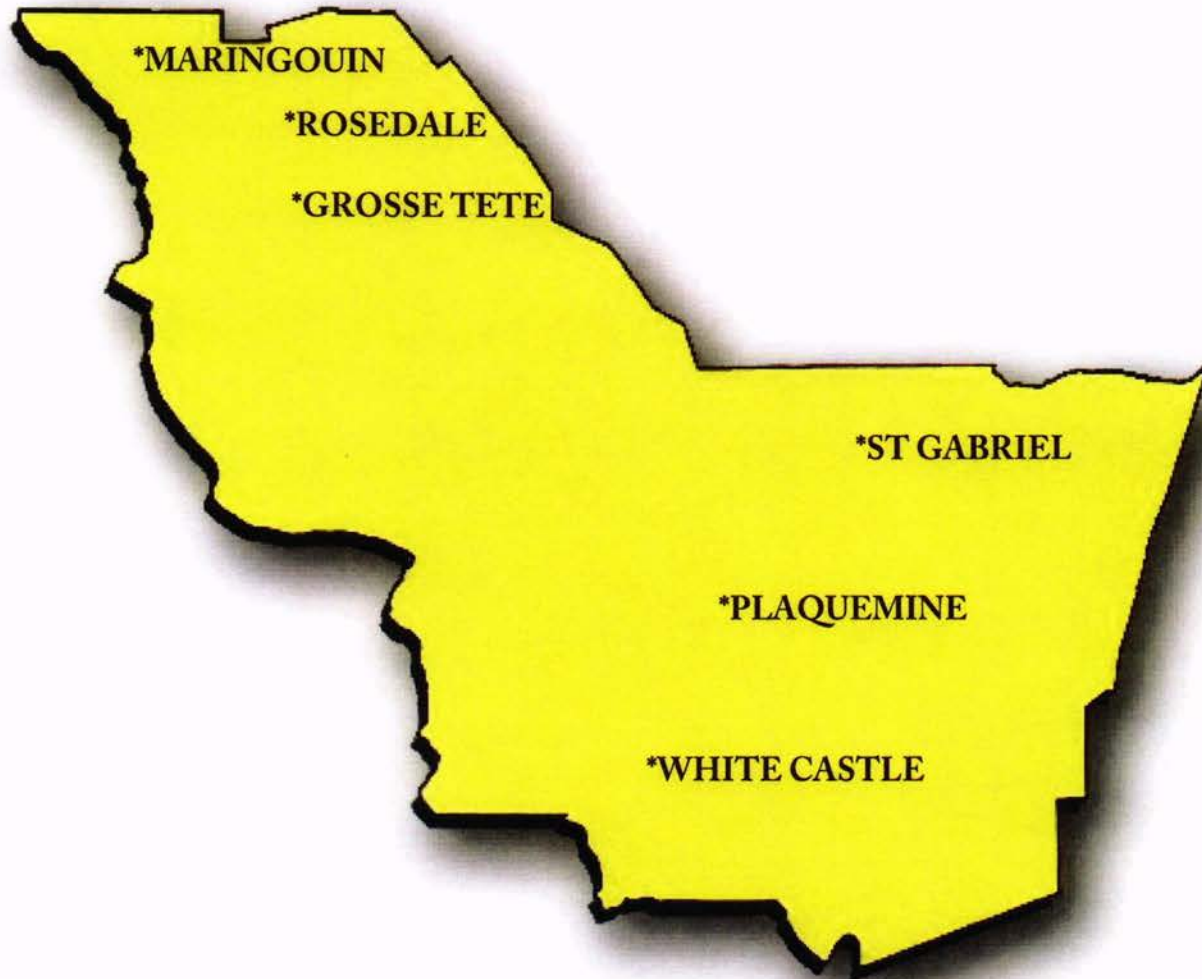 *MARINGOUIN
*ROSEDALE
*GROSSE TETE
*ST GABRIEL
*PLAQUEMINE
*WHITE CASTLE